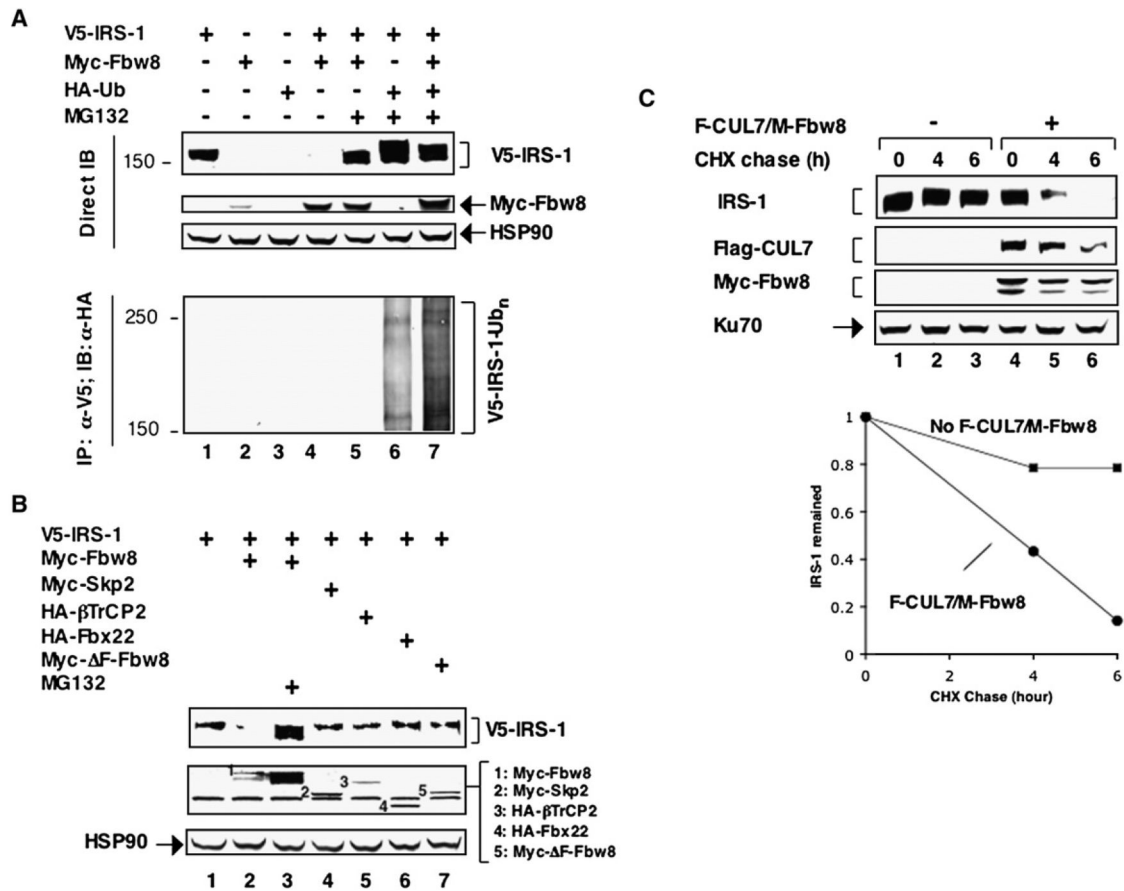 A
V5-IRS-1 + - - + + + +
Myc-Fbw8 - + - + + - +
HA-Ub - - + - - + +
MG132 - - - - + + +
Direct IB
150 –
V5-IRS-1
Myc-Fbw8
HSP90
IP: α-V5; IB: α-HA
250 –
150 –
V5-IRS-1-Ubn
1 2 3 4 5 6 7
B
V5-IRS-1 + + + + + + +
Myc-Fbw8 + +
Myc-Skp2 +
HA-βTrCP2 +
HA-Fbx22 +
Myc-ΔF-Fbw8 +
MG132 +
V5-IRS-1
1 2 3 4 5
1: Myc-Fbw8
2: Myc-Skp2
3: HA-βTrCP2
4: HA-Fbx22
5: Myc-ΔF-Fbw8
HSP90
1 2 3 4 5 6 7
C
F-CUL7/M-Fbw8 - +
CHX chase (h) 0 4 6 0 4 6
IRS-1
Flag-CUL7
Myc-Fbw8
Ku70
1 2 3 4 5 6
IRS-1 remained
1
0.8
0.6
0.4
0.2
0
No F-CUL7/M-Fbw8
F-CUL7/M-Fbw8
0 2 4 6
CHX Chase (hour)